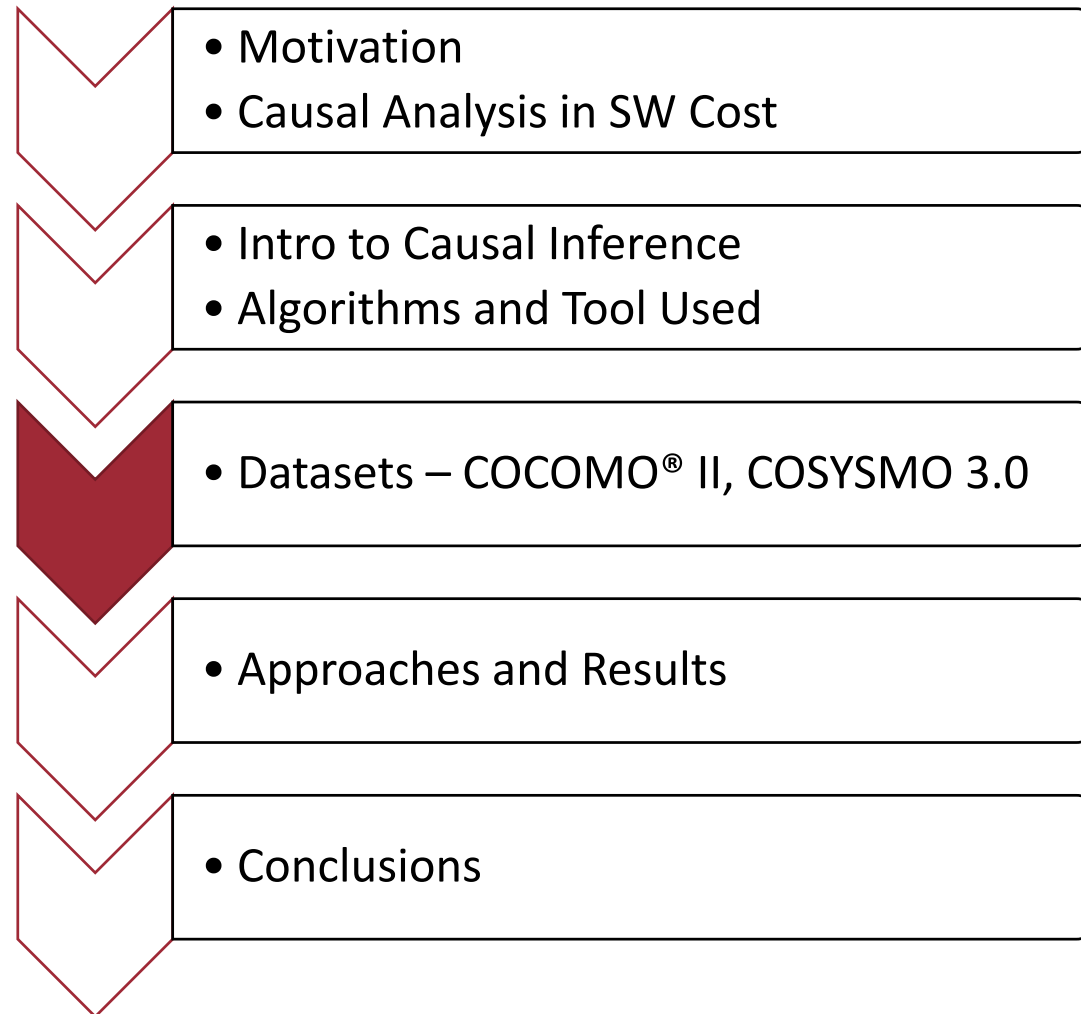 • Motivation
• Causal Analysis in SW Cost
• Intro to Causal Inference
• Algorithms and Tool Used
• Datasets – COCOMO® II, COSYSMO 3.0
• Approaches and Results
• Conclusions